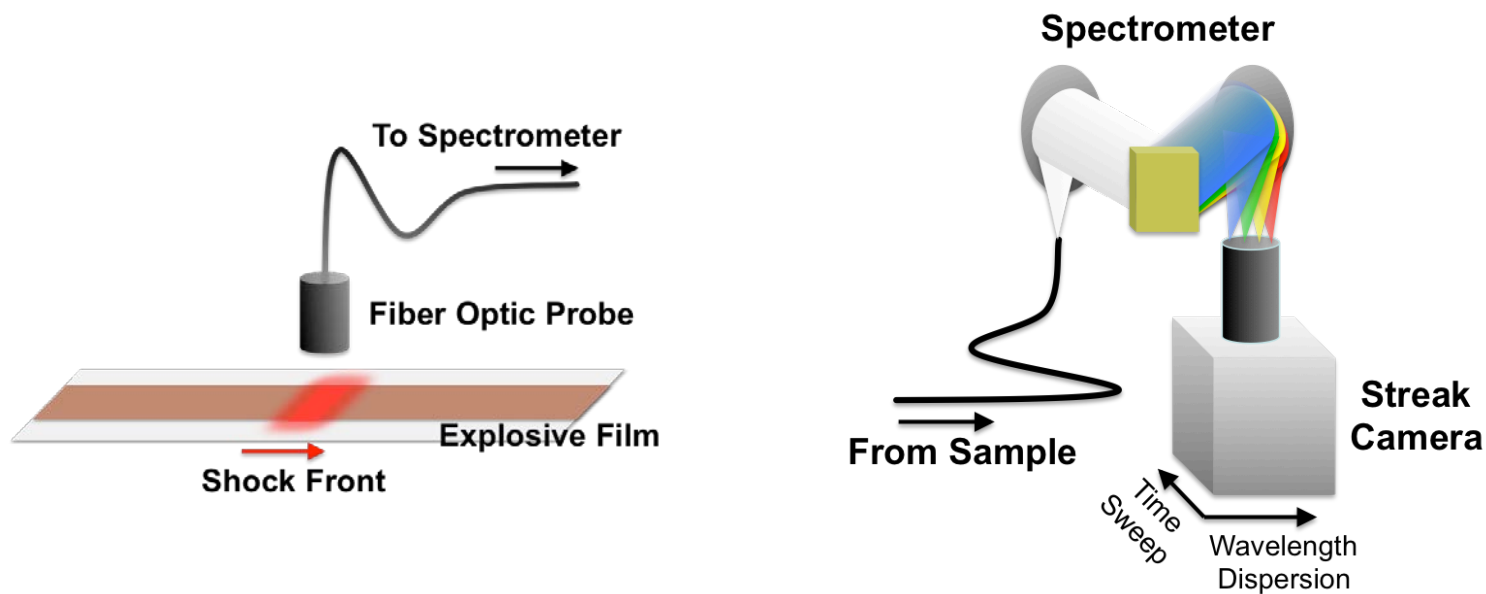 To Spectrometer
Fiber Optic Probe
Explosive Film
Shock Front
Spectrometer
From Sample
Streak
Camera
Time
Sweep
Wavelength
Dispersion